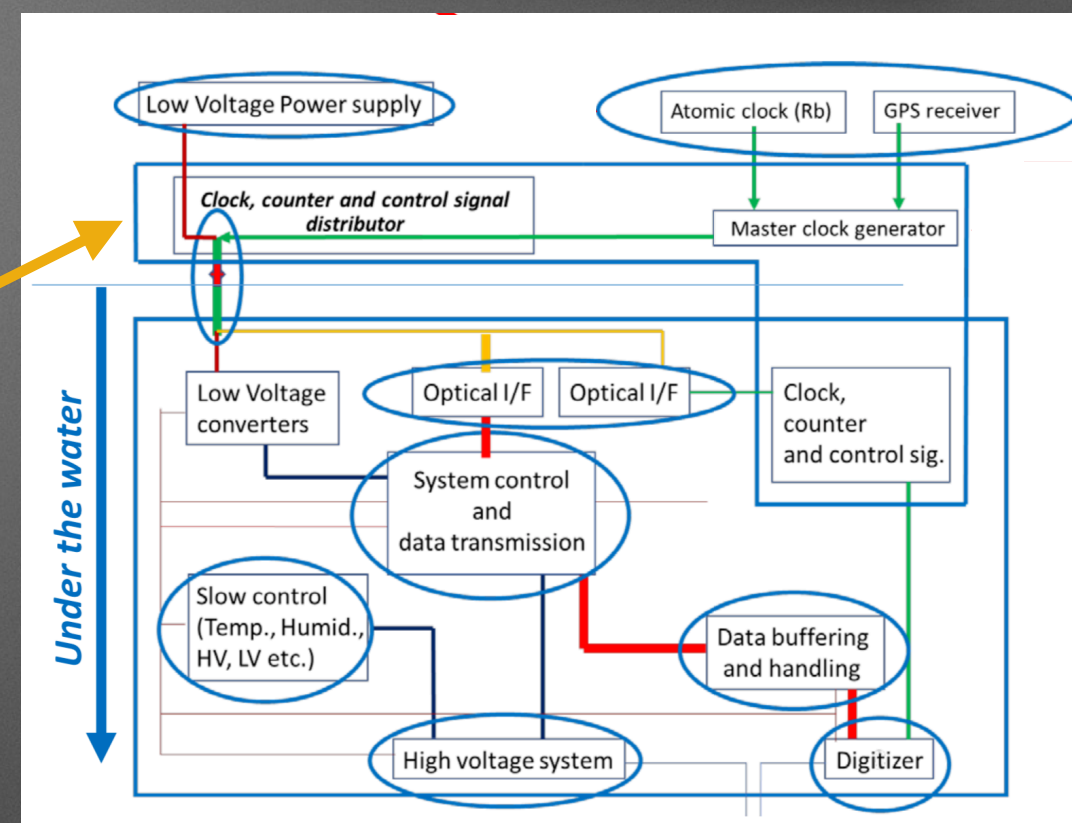 Low Voltage Power supply
Atomic clock (Rb)
GPS receiver
Clock, counter and control signal
distributor
Master clock generator
Under the water
Low Voltage
converters
Optical I/F
Optical I/F
Clock,
counter
and control sig.
System control
and
data transmission
Slow control
(Temp., Humid.,
HV, LV etc.)
Data buffering
and handling
High voltage system
Digitizer